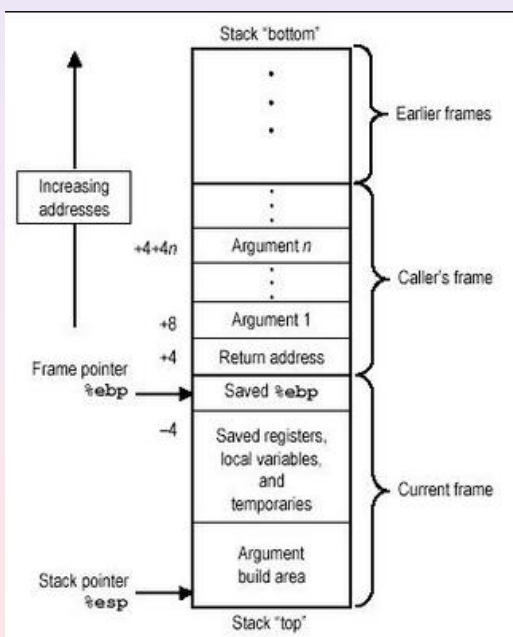 Stack "bottom"
Earlier frames
Increasing
addresses
+4+4n
Argument n
Caller's frame
+8
Argument 1
+4
Return address
Frame pointer
%ebp
Saved %ebp
-4
Saved registers,
local variables,
and
temporaries
Current frame
Argument
build area
Stack pointer
%esp
Stack "top"